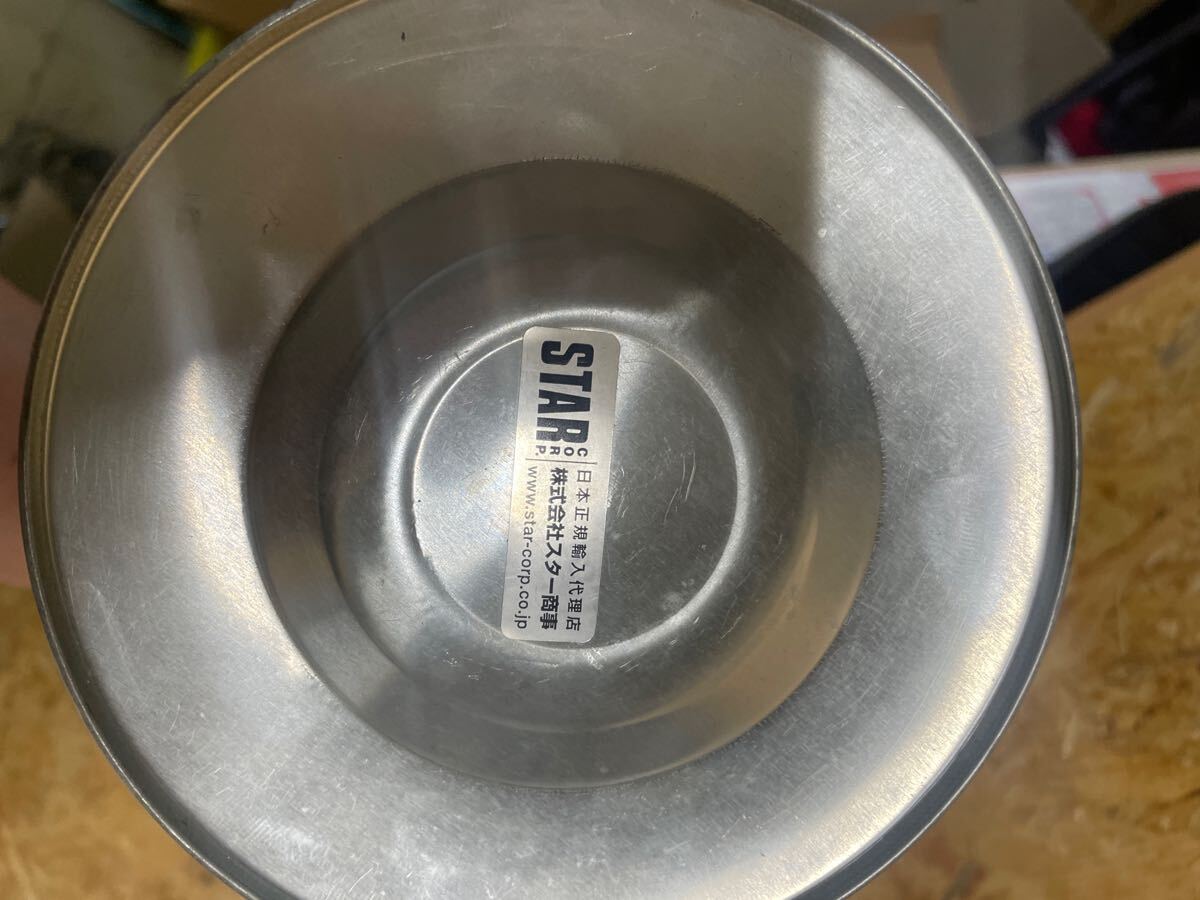 STAR CORP.
日本正規輸入代理店
株式会社スター商事
www.star-corp.co.jp